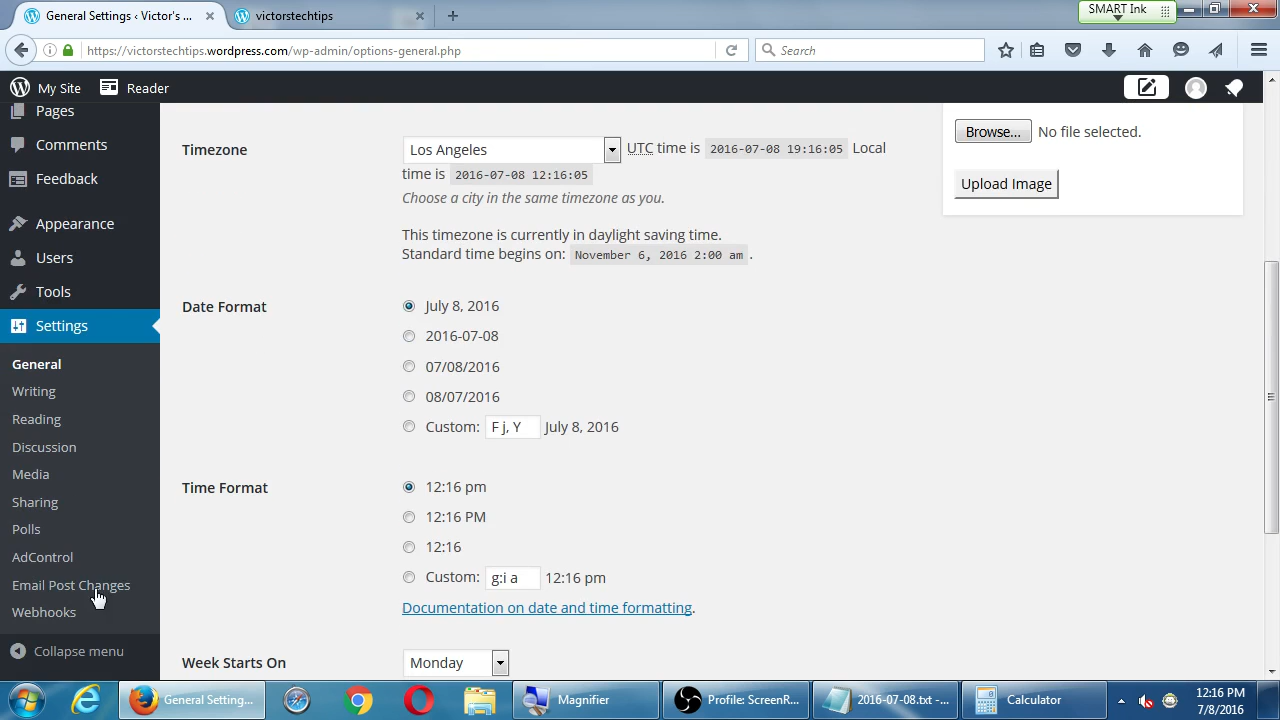 General Settings ‹ Victor's ...
victorstechtips
SMART Ink
https://victorstechtips.wordpress.com/wp-admin/options-general.php
Search
My Site
Reader
Pages
Comments
Feedback
Appearance
Users
Tools
Settings
General
Writing
Reading
Discussion
Media
Sharing
Polls
AdControl
Email Post Changes
Webhooks
Collapse menu
Timezone
Los Angeles
UTC time is 2016-07-08 19:16:05 Local
time is 2016-07-08 12:16:05
Choose a city in the same timezone as you.
This timezone is currently in daylight saving time.
Standard time begins on: November 6, 2016 2:00 am .
Date Format
July 8, 2016
2016-07-08
07/08/2016
08/07/2016
Custom: F j, Y July 8, 2016
Time Format
12:16 pm
12:16 PM
12:16
Custom: g:i a 12:16 pm
Documentation on date and time formatting.
Week Starts On
Monday
Browse... No file selected.
Upload Image
General Setting...
Magnifier
Profile: ScreenR...
2016-07-08.txt -...
Calculator
12:16 PM
7/8/2016